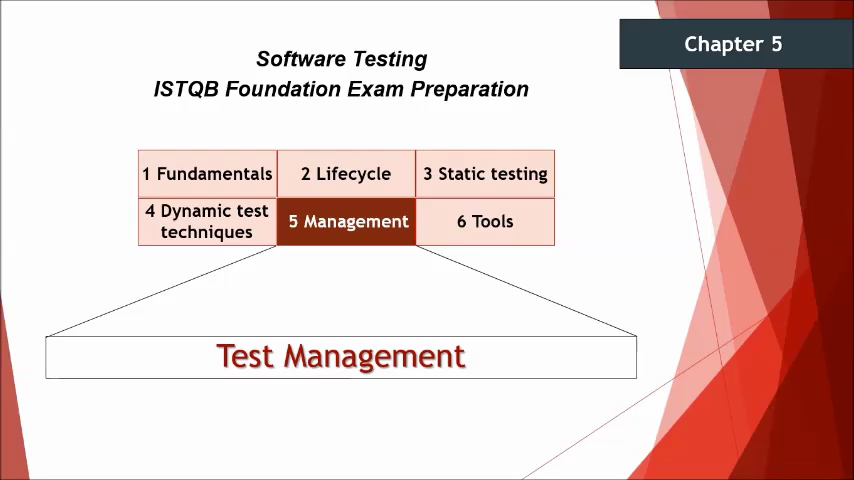 Chapter 5
Software Testing
ISTQB Foundation Exam Preparation
1 Fundamentals
2 Lifecycle
3 Static testing
4 Dynamic test
techniques
5 Management
6 Tools
Test Management